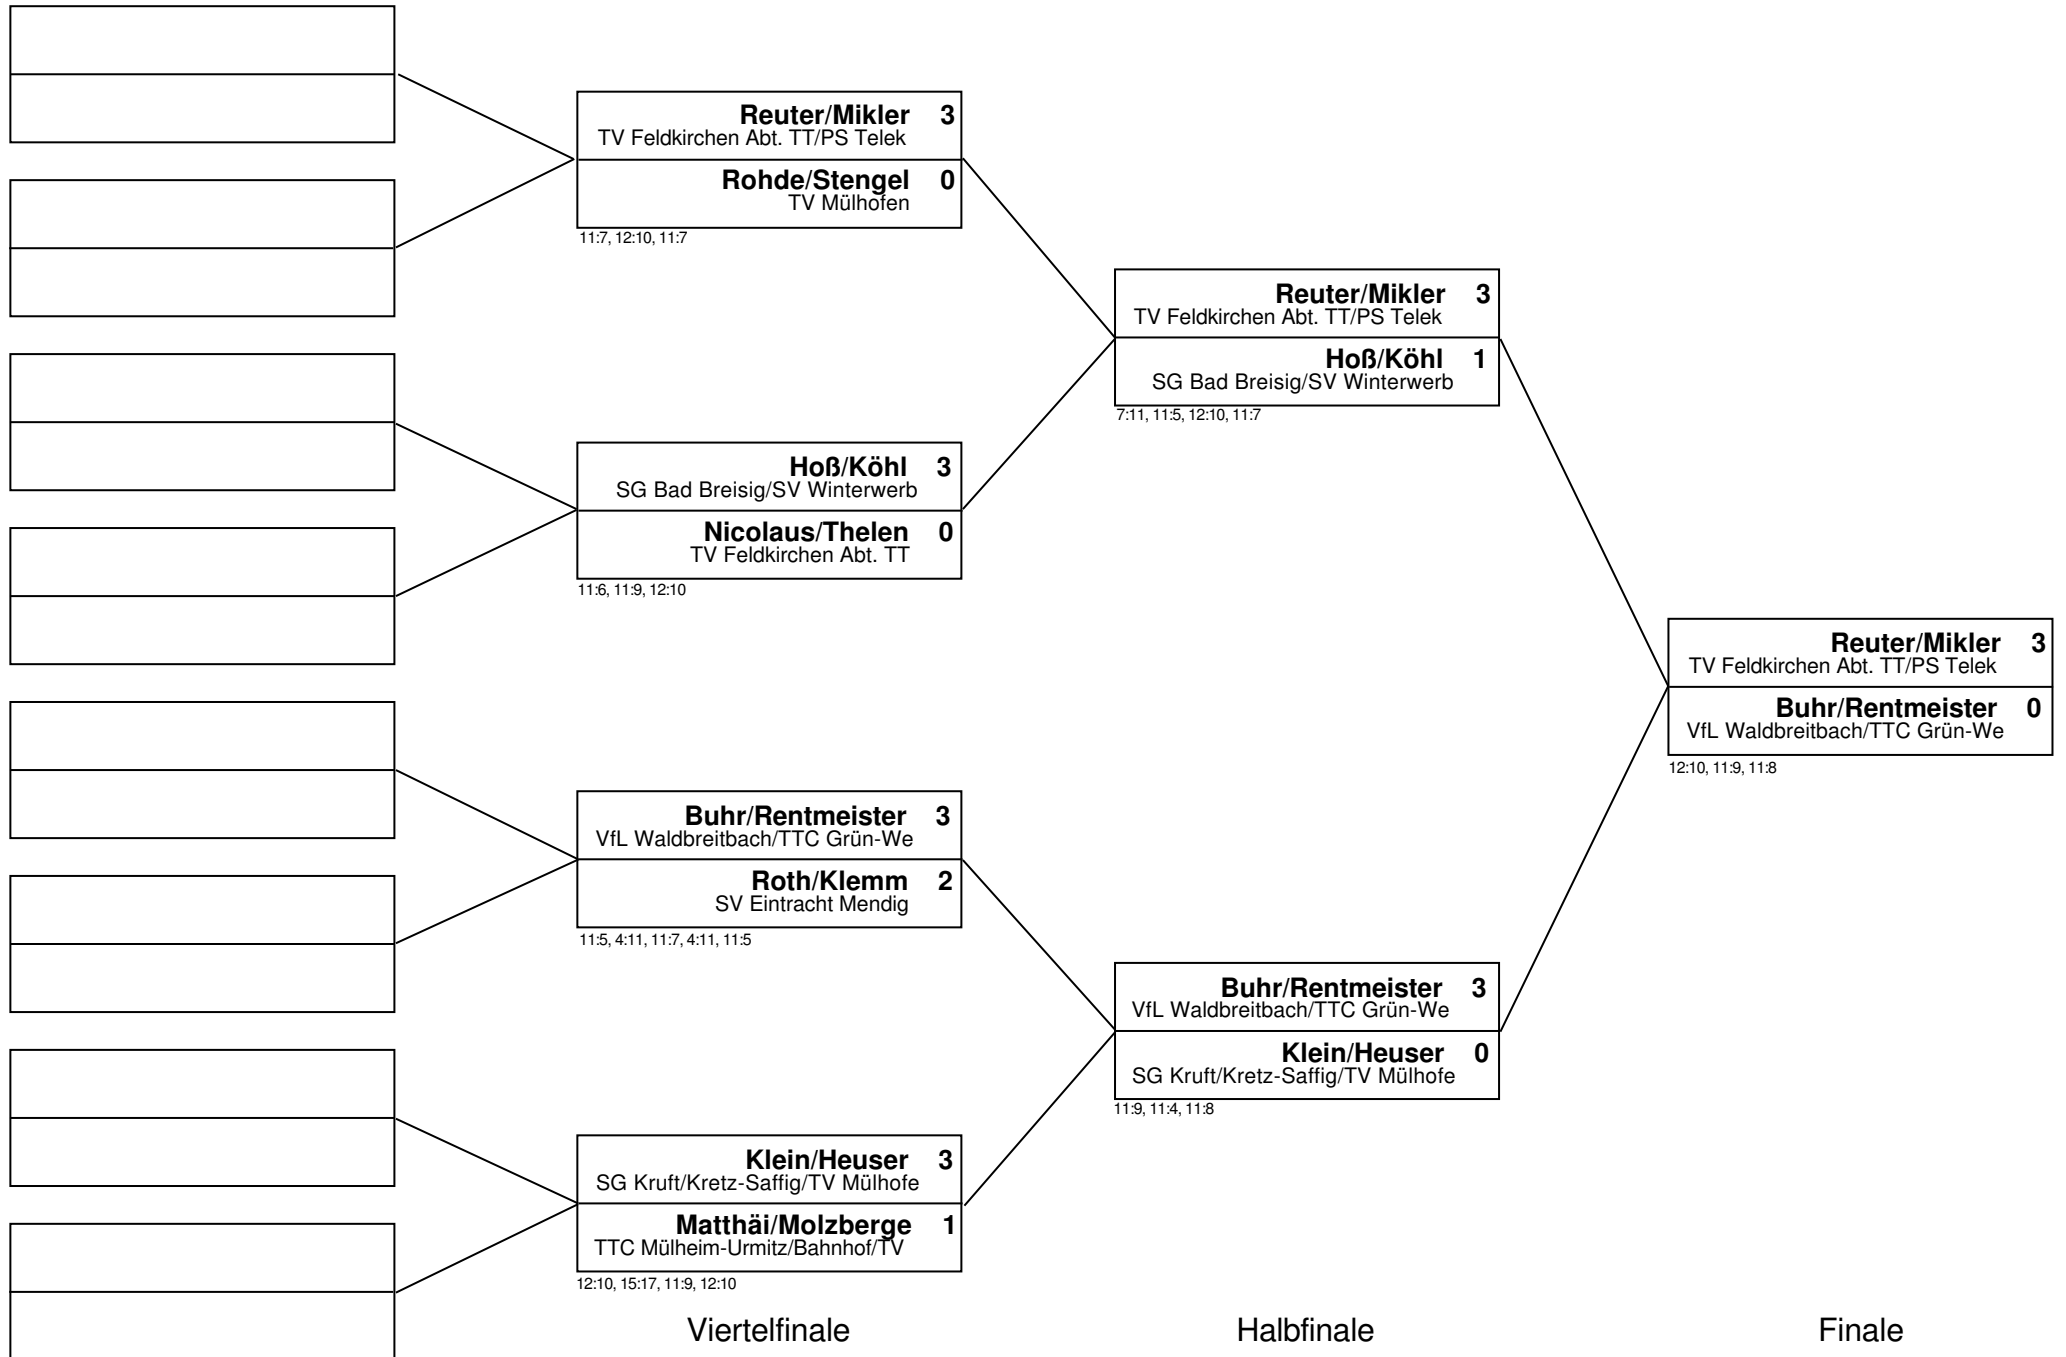 Reuter/Mikler 3
TV Feldkirchen Abt. TT/PS Telek
Rohde/Stengel 0
TV Mülhofen
11:7, 12:10, 11:7
Hoß/Köhl 3
SG Bad Breisig/SV Winterwerb
Nicolaus/Thelen 0
TV Feldkirchen Abt. TT
11:6, 11:9, 12:10
Buhr/Rentmeister 3
VfL Waldbreitbach/TTC Grün-We
Roth/Klemm 2
SV Eintracht Mendig
11:5, 4:11, 11:7, 4:11, 11:5
Klein/Heuser 3
SG Kruft/Kretz-Saffig/TV Mülhofe
Matthäi/Molzberge 1
TTC Mülheim-Urmitz/Bahnhof/TV
12:10, 15:17, 11:9, 12:10
Viertelfinale
Reuter/Mikler 3
TV Feldkirchen Abt. TT/PS Telek
Hoß/Köhl 1
SG Bad Breisig/SV Winterwerb
7:11, 11:5, 12:10, 11:7
Buhr/Rentmeister 3
VfL Waldbreitbach/TTC Grün-We
Klein/Heuser 0
SG Kruft/Kretz-Saffig/TV Mülhofe
11:9, 11:4, 11:8
Halbfinale
Reuter/Mikler 3
TV Feldkirchen Abt. TT/PS Telek
Buhr/Rentmeister 0
VfL Waldbreitbach/TTC Grün-We
12:10, 11:9, 11:8
Finale